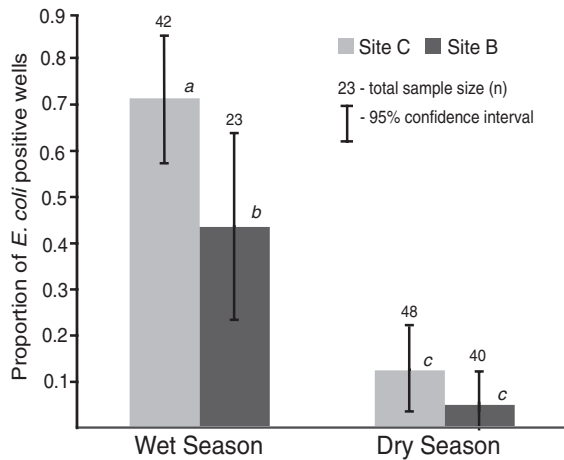 Proportion of E. coli positive wells
0.9
0.8
0.7
0.6
0.5
0.4
0.3
0.2
0.1
42
a
23
b
48
c
40
c
Site C Site B
23 - total sample size (n)
- 95% confidence interval
Wet Season Dry Season